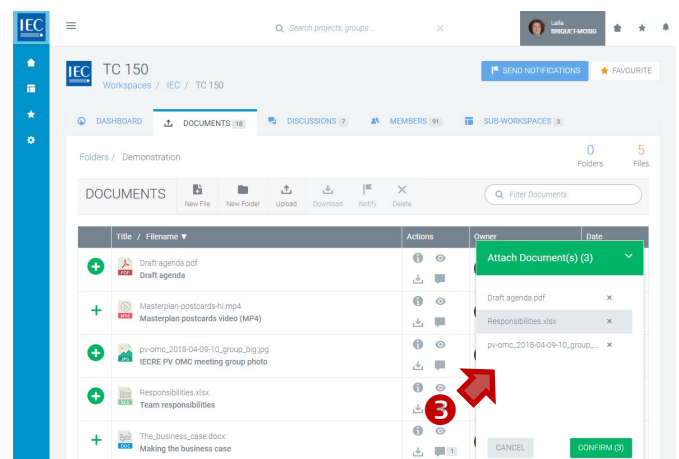 IEC
Search projects, groups...
Laila
BRIQUET-MOSIG
IEC
TC 150
Workspaces / IEC / TC 150
SEND NOTIFICATIONS
FAVOURITE
DASHBOARD
DOCUMENTS 18
DISCUSSIONS 7
MEMBERS 91
SUB-WORKSPACES 3
Folders / Demonstration
0
Folders
5
Files
DOCUMENTS
New File
New Folder
Upload
Download
Notify
Delete
Filter Documents
Title / Filename
Actions
Owner
Date
PDF
Draft agenda.pdf
Draft agenda
MP4
Masterplan-postcards-hi.mp4
Masterplan postcards video (MP4)
JPG
pv-omc_2018-04-09-10_group_big.jpg
IECRE PV OMC meeting group photo
XLS
Responsibilities.xlsx
Team responsibilities
DOC
The_business_case.docx
Making the business case
1
Attach Document(s) (3)
Draft agenda.pdf
Responsibilities.xlsx
pv-omc_2018-04-09-10_group_...
3
CANCEL
CONFIRM (3)